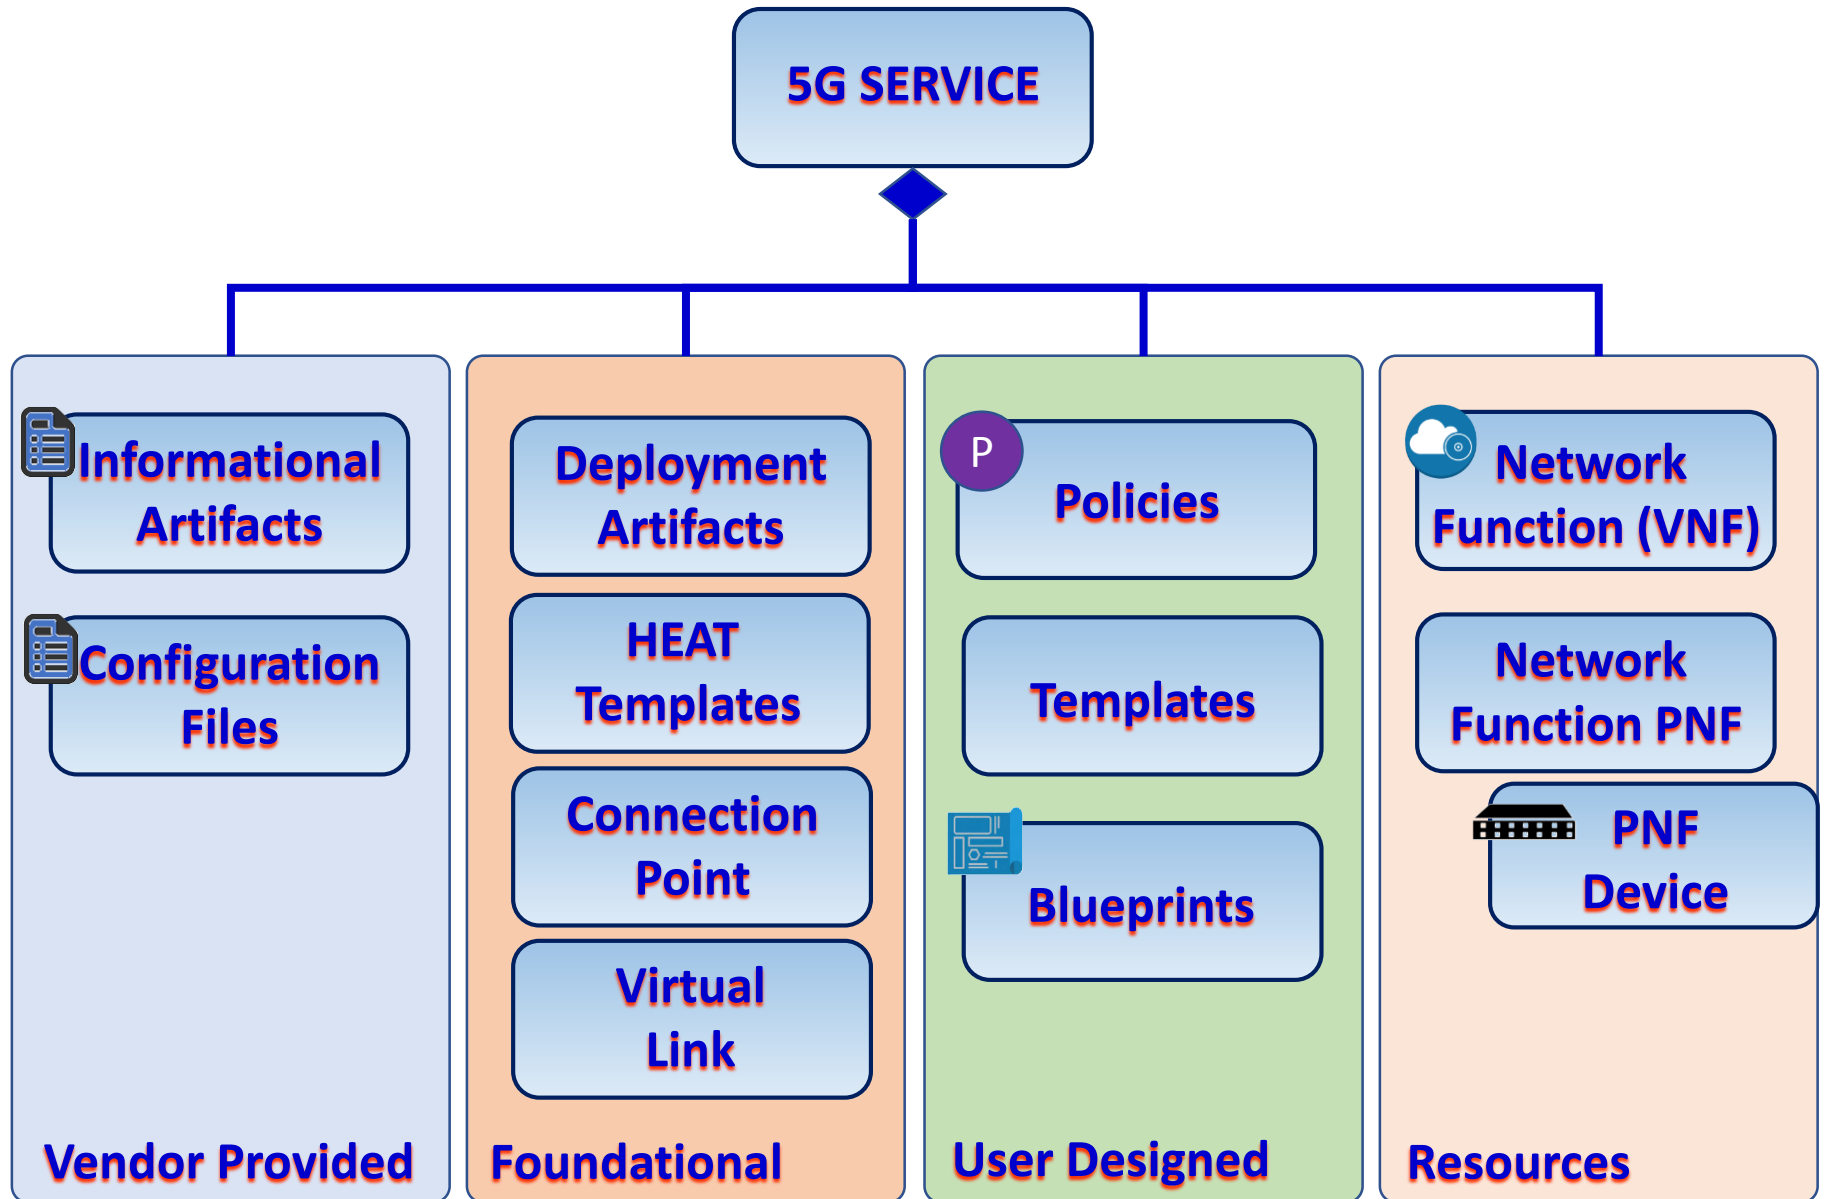 5G SERVICE
Informational
Artifacts
Configuration
Files
Vendor Provided
Deployment
Artifacts
HEAT
Templates
Connection
Point
Virtual
Link
Foundational
P
Policies
Templates
Blueprints
User Designed
Network
Function (VNF)
Network
Function PNF
PNF
Device
Resources